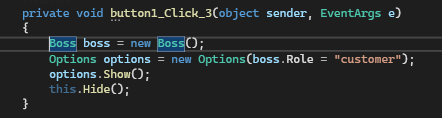 private void button1_Click_3(object sender, EventArgs e)
{
Boss boss = new Boss();
Options options = new Options(boss.Role = "customer");
options.Show();
this.Hide();
}